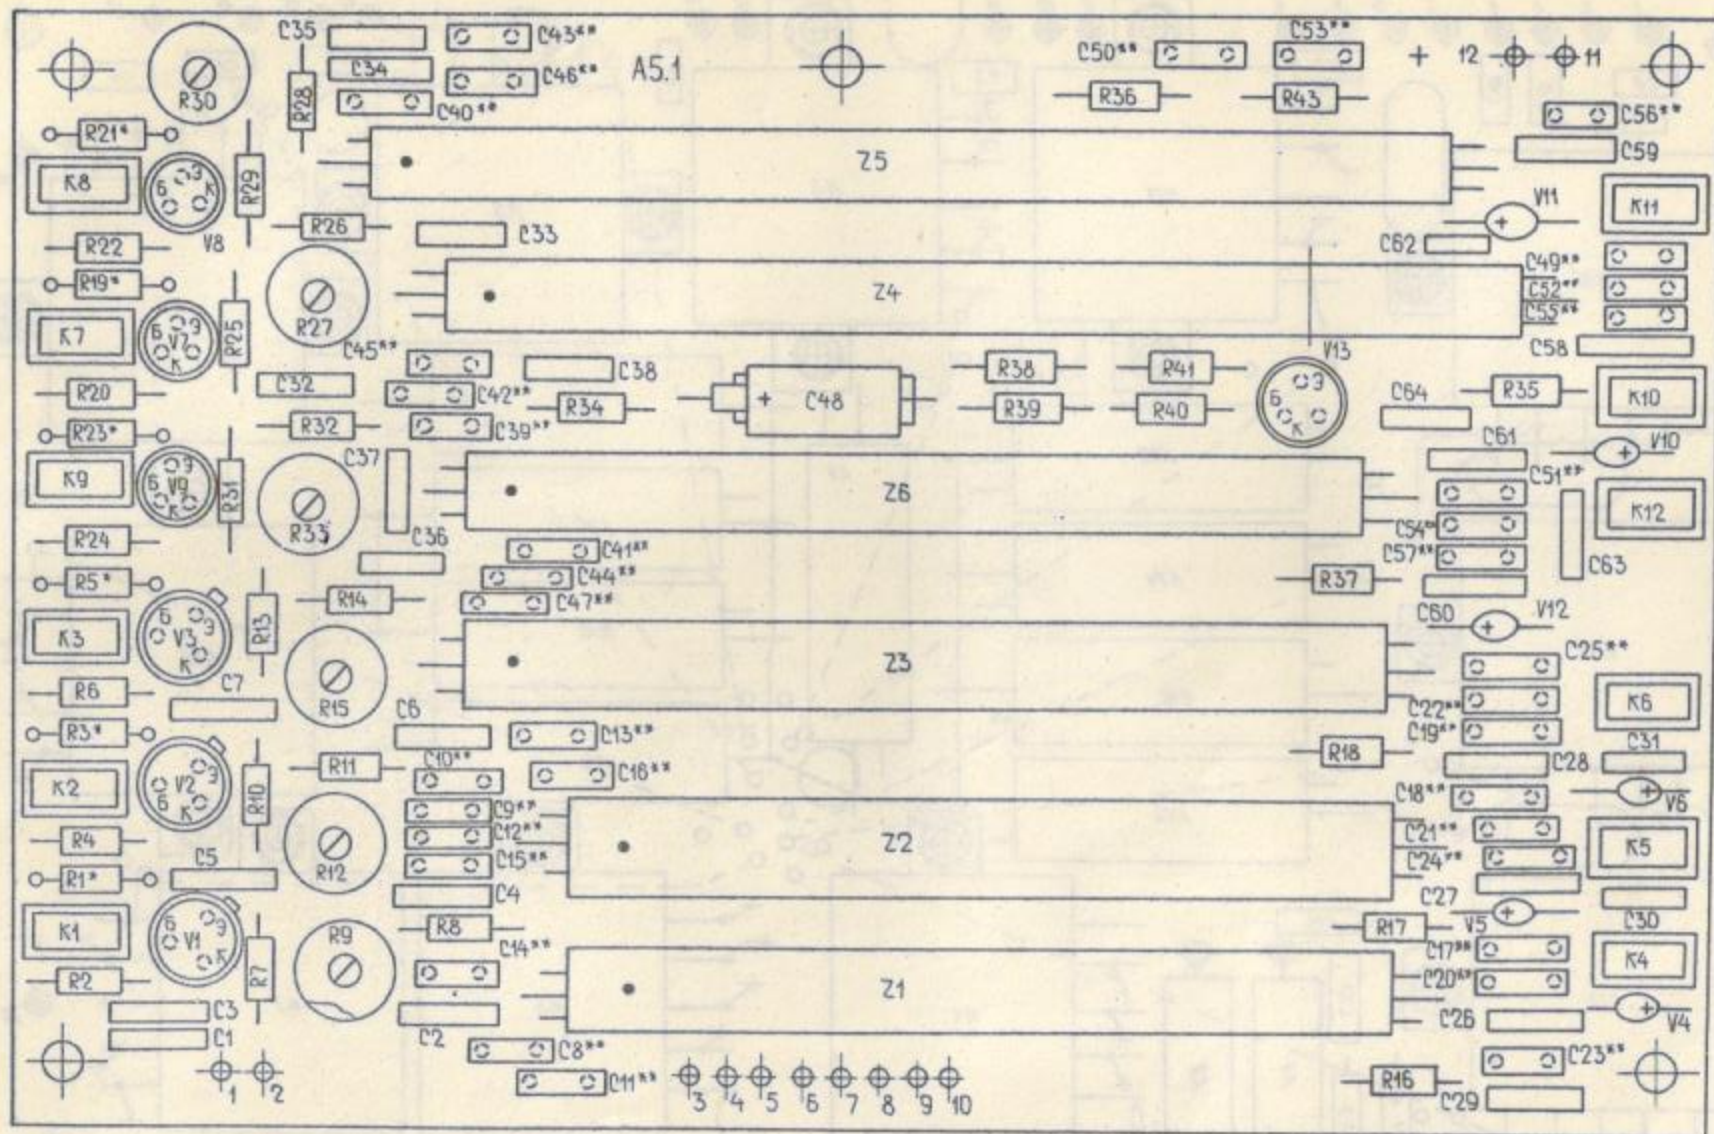 C35
C43**
C53**
C50**
12
11
C34
C46**
A5.1
R30
R28
C40**
R36
R43
C56**
R21*
C59
Z5
K8
Б Э К
R29
V11
K11
V8
R26
C33
C62
R22
C49**
R19*
Z4
C52**
C55**
K7
Б Э
V7
К
R25
R27
C45**
V13
C58
R20
C32
C42**
C38
R38
R41
C48
R34
R39
R40
Б Э
К
R35
K10
C64
R23*
R32
C39**
C61
V10
C37
K9
Б Э
V9
К
R31
Z6
C51**
R33
C54*
K12
R24
C36
C41**
C57**
C63
R5*
C44**
R37
R14
C47**
C60
V12
K3
Б
V3 Э
К
R13
Z3
C25**
R6
C7
R15
C22**
K6
R3*
C6
C13**
C19**
R11
C10**
C16**
R18
C31
C28
K2
Э
V2
Б К
R10
C9**
C18**
V6
R4
C12**
Z2
C21**
K5
C5
C15**
C24**
R1*
R12
C4
C27
K1
Б Э
V1
К
R9
R8
C14**
R17
V5
C30
C17**
K4
R2
R7
Z1
C20**
C3
C26
V4
C1
C2
C8**
C23**
C11**
R16
C29
1 2
3 4 5 6 7 8 9 10